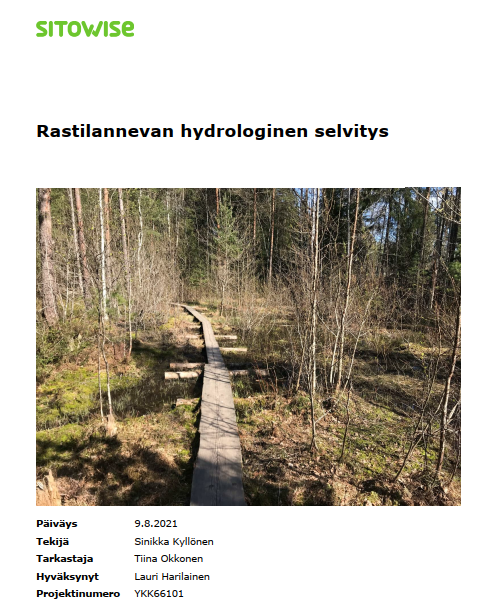 SITOWISE
Rastilannevan hydrologinen selvitys
Päiväys 9.8.2021
Tekijä Sinikka Kyllönen
Tarkastaja Tiina Okkonen
Hyväksynyt Lauri Harilainen
Projektinumero YKK66101